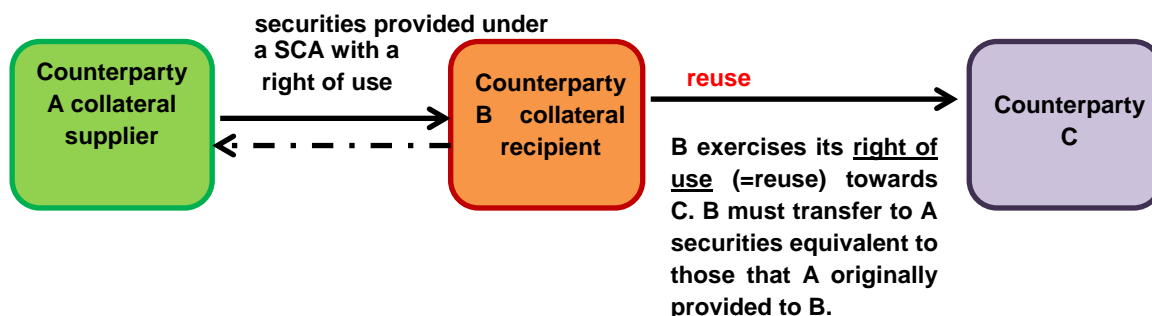 securities provided under
a SCA with a
right of use
Counterparty
A collateral
supplier
Counterparty
B collateral
recipient
reuse
B exercises its right of
use (=reuse) towards
C. B must transfer to A
securities equivalent to
those that A originally
provided to B.
Counterparty
C